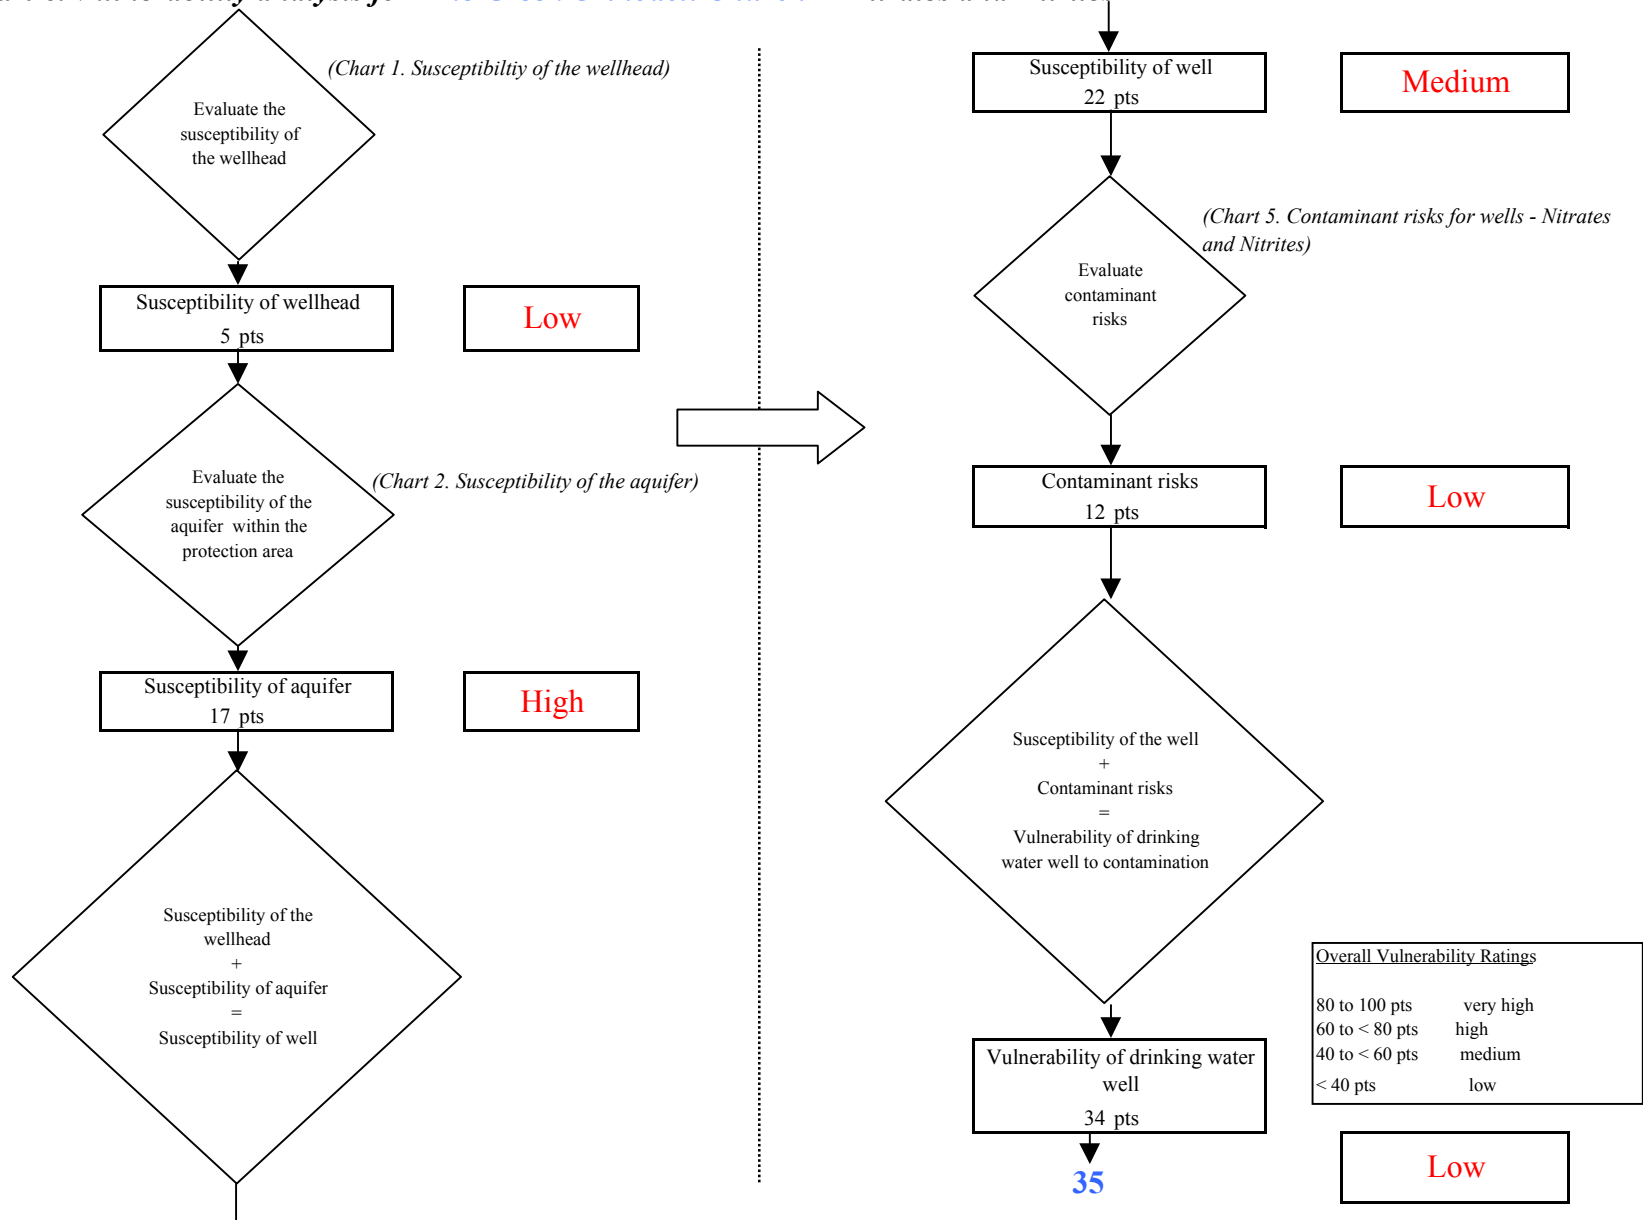 (Chart 1. Susceptibiltiy of the wellhead)
Evaluate the
susceptibility of
the wellhead
Susceptibility of wellhead
5 pts
Low
Evaluate the
susceptibility of the
aquifer within the
protection area
(Chart 2. Susceptibility of the aquifer)
Susceptibility of aquifer
17 pts
High
Susceptibility of the
wellhead
+
Susceptibility of aquifer
=
Susceptibility of well
Susceptibility of well
22 pts
Medium
(Chart 5. Contaminant risks for wells - Nitrates
and Nitrites)
Evaluate
contaminant
risks
Contaminant risks
12 pts
Low
Susceptibility of the well
+
Contaminant risks
=
Vulnerability of drinking
water well to contamination
Overall Vulnerability Ratings
80 to 100 pts very high
60 to < 80 pts high
40 to < 60 pts medium
< 40 pts low
Vulnerability of drinking water
well
34 pts
35
Low